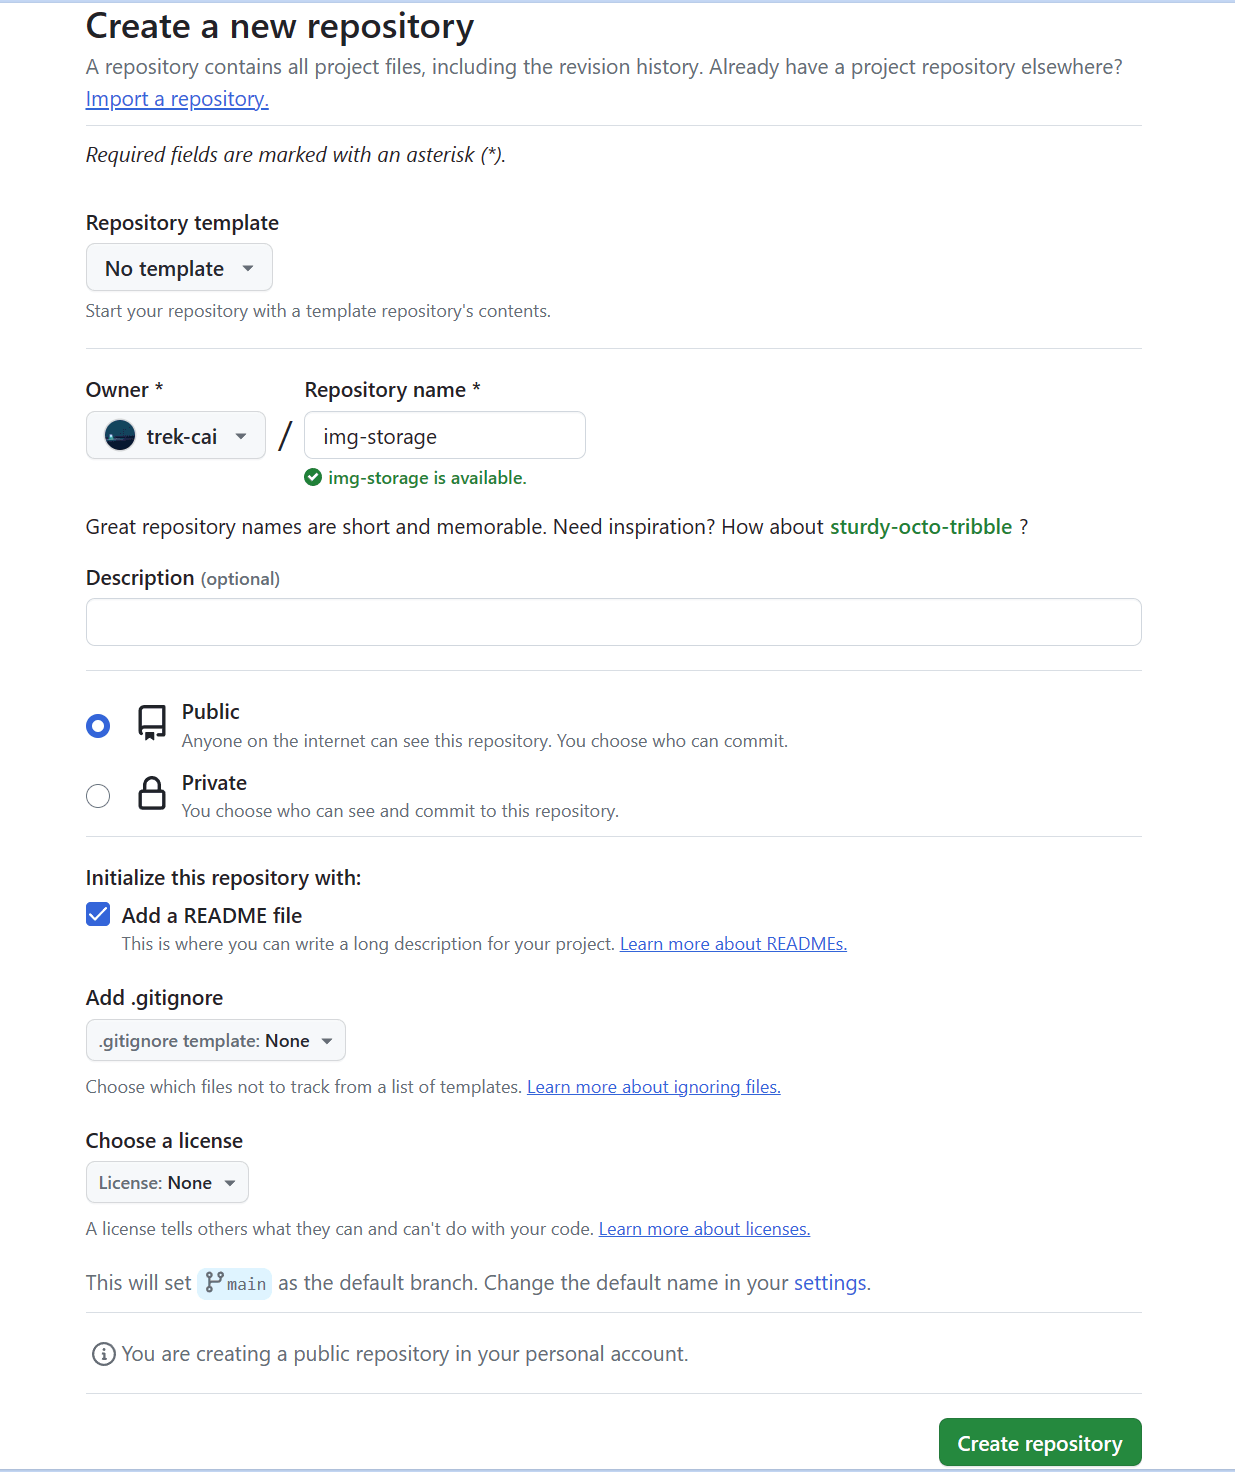 Create a new repository
A repository contains all project files, including the revision history. Already have a project repository elsewhere?
Import a repository.
Required fields are marked with an asterisk (*).
Repository template
No template
Start your repository with a template repository's contents.
Owner *
Repository name *
trek-cai
/
img-storage
img-storage is available.
Great repository names are short and memorable. Need inspiration? How about sturdy-octo-tribble ?
Description (optional)
Public
Anyone on the internet can see this repository. You choose who can commit.
Private
You choose who can see and commit to this repository.
Initialize this repository with:
Add a README file
This is where you can write a long description for your project. Learn more about READMEs.
Add .gitignore
.gitignore template: None
Choose which files not to track from a list of templates. Learn more about ignoring files.
Choose a license
License: None
A license tells others what they can and can't do with your code. Learn more about licenses.
This will set main as the default branch. Change the default name in your settings.
You are creating a public repository in your personal account.
Create repository